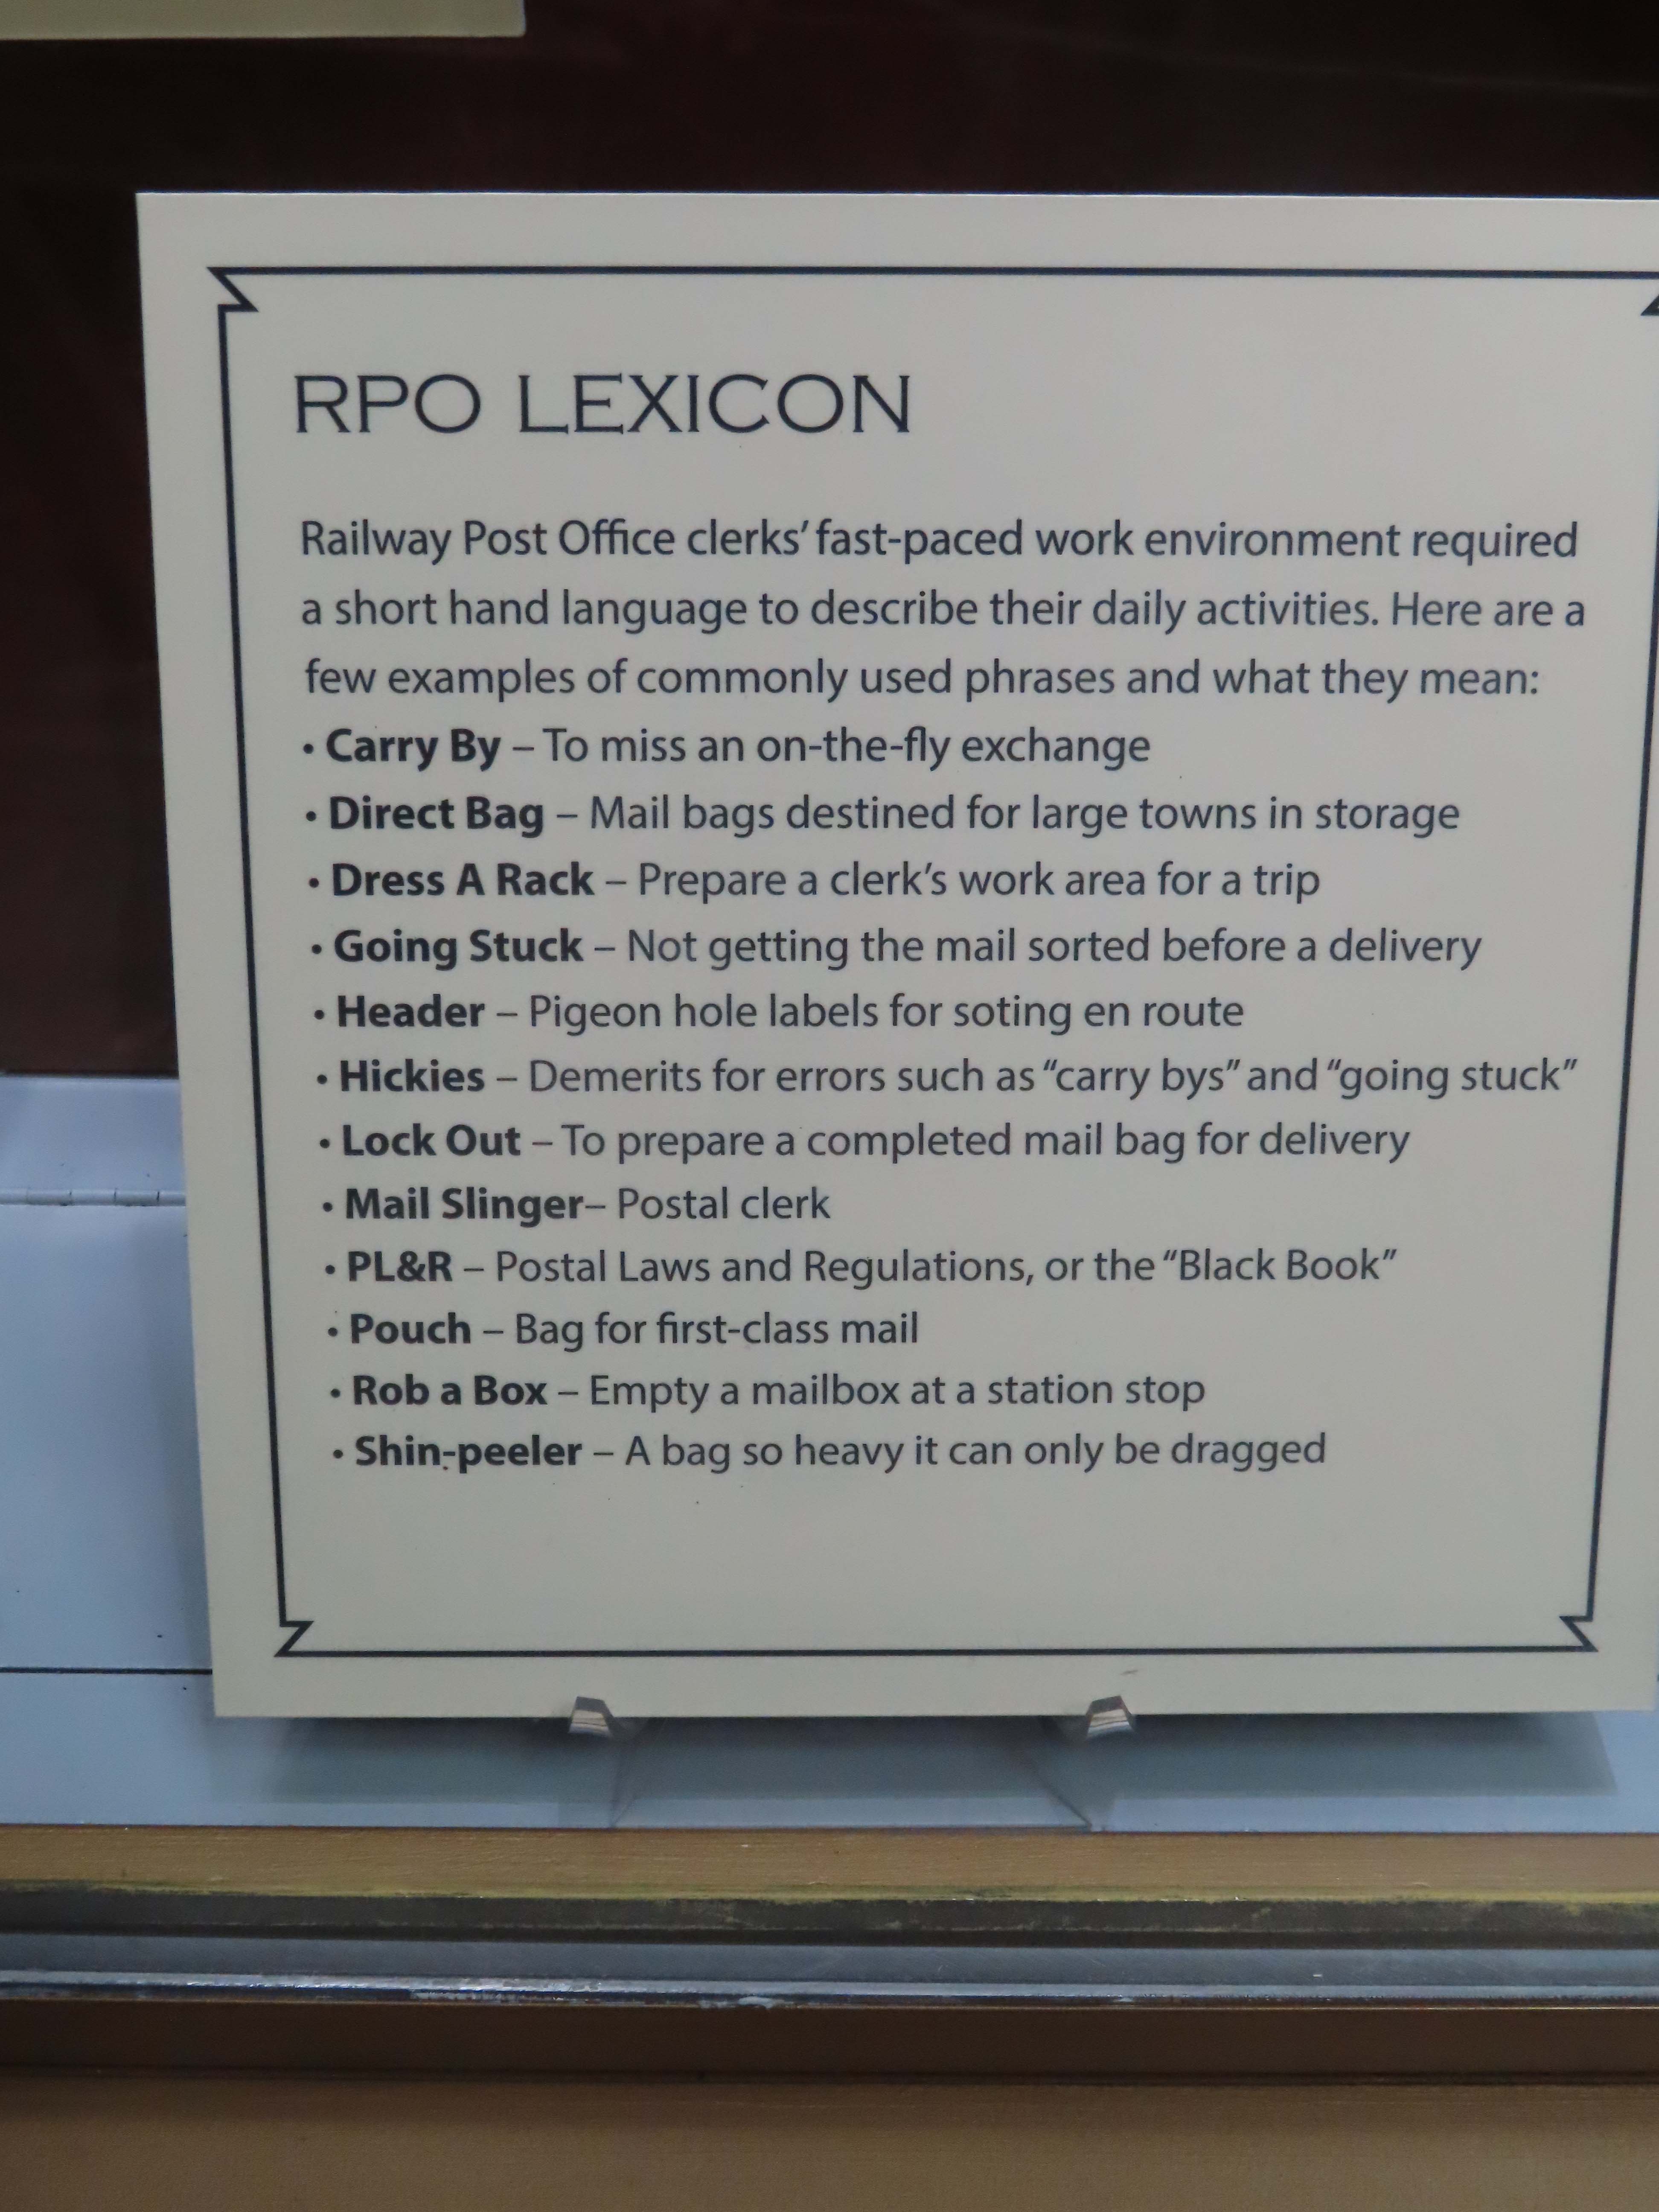 RPO LEXICON
Railway Post Office clerks’ fast-paced work environment required
a short hand language to describe their daily activities. Here are a
few examples of commonly used phrases and what they mean:
• Carry By – To miss an on-the-fly exchange
• Direct Bag – Mail bags destined for large towns in storage
• Dress A Rack – Prepare a clerk’s work area for a trip
• Going Stuck – Not getting the mail sorted before a delivery
• Header – Pigeon hole labels for soting en route
• Hickies – Demerits for errors such as “carry bys” and “going stuck”
• Lock Out – To prepare a completed mail bag for delivery
• Mail Slinger– Postal clerk
• PL&R – Postal Laws and Regulations, or the “Black Book”
• Pouch – Bag for first-class mail
• Rob a Box – Empty a mailbox at a station stop
• Shin-peeler – A bag so heavy it can only be dragged